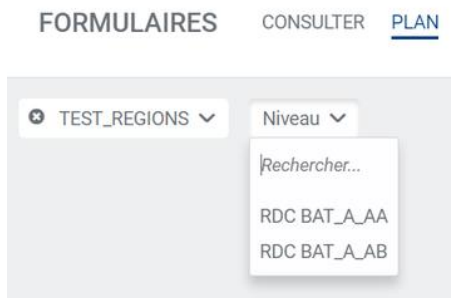 FORMULAIRES CONSULTER PLAN
TEST_REGIONS Niveau
Rechercher...
RDC BAT_A_AA
RDC BAT_A_AB